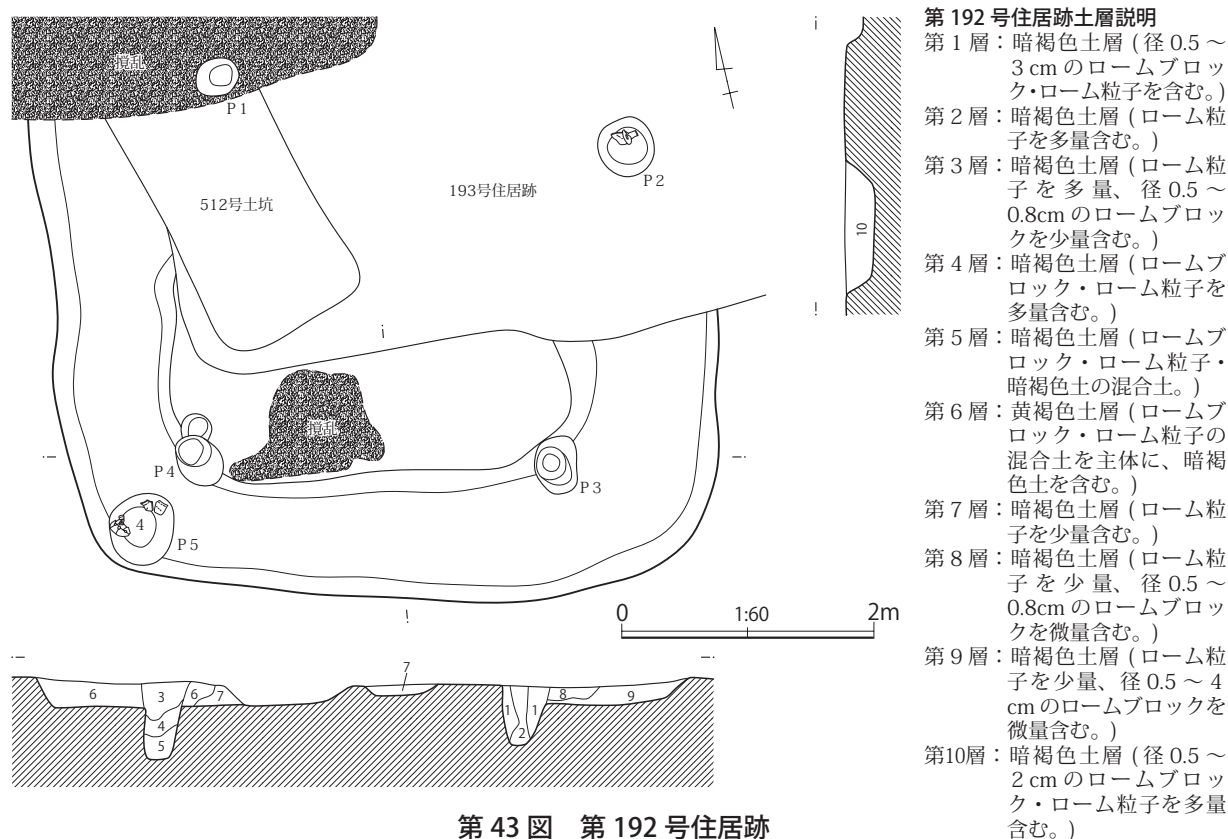 撹乱
P1
P2
512号土坑
193号住居跡
10
撹乱
P4
P3
4
P5
0 1:60 2m
7
6 3 6 7 8 9
4 1 1
5 2
第 43 図 第 192 号住居跡
第 192 号住居跡土層説明
第 1 層：暗褐色土層 ( 径 0.5 ～
3 cm のロームブロッ
ク･ローム粒子を含む。)
第 2 層：暗褐色土層 ( ローム粒
子を多量含む。)
第 3 層：暗褐色土層 ( ローム粒
子 を 多 量、 径 0.5 ～
0.8cm のロームブロッ
クを少量含む。)
第 4 層：暗褐色土層 ( ロームブ
ロック・ローム粒子を
多量含む。)
第 5 層：暗褐色土層 ( ロームブ
ロック・ローム粒子・
暗褐色土の混合土。)
第 6 層：黄褐色土層 ( ロームブ
ロック・ローム粒子の
混合土を主体に、暗褐
色土を含む。)
第 7 層：暗褐色土層 ( ローム粒
子を少量含む。)
第 8 層：暗褐色土層 ( ローム粒
子 を 少 量、 径 0.5 ～
0.8cm のロームブロッ
クを微量含む。)
第 9 層：暗褐色土層 ( ローム粒
子を少量、径 0.5 ～ 4
cm のロームブロックを
微量含む。)
第10層：暗褐色土層 ( 径 0.5 ～
2 cm のロームブロッ
ク・ローム粒子を多量
含む。)